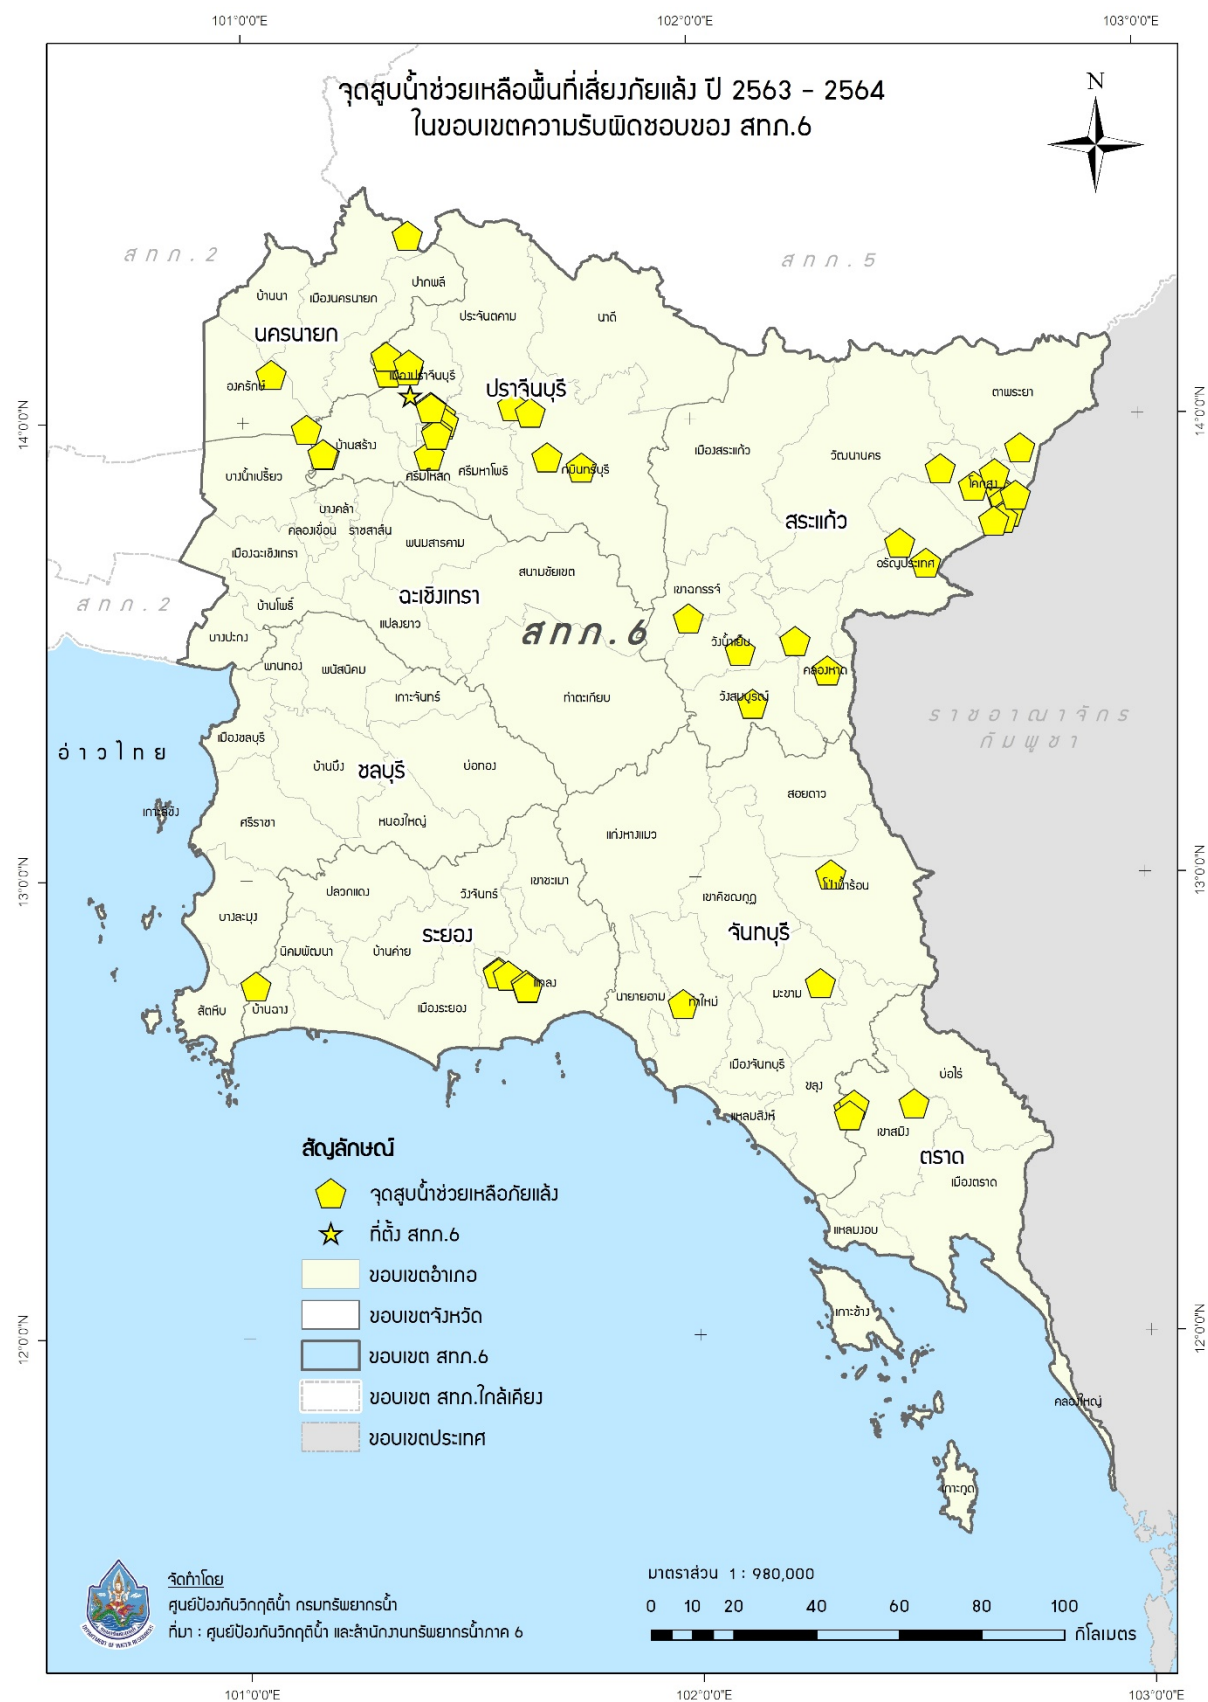 101°0'0"E
102°0'0"E
103°0'0"E
จุดสูบน้ำช่วยเหลือพื้นที่เสี่ยงภัยแล้ง ปี 2563 - 2564
ในขอบเขตความรับผิดชอบของ สทภ.6
N
สทภ.2
สทภ.5
ปากพลี
บ้านนา
เมืองนครนายก
ประจันตคาม
นาดี
นครนายก
องครักษ์
เมืองปราจีนบุรี
ปราจีนบุรี
ตาพระยา
14°0'0"N
14°0'0"N
บ้านสร้าง
เมืองสระแก้ว
วัฒนานคร
บางน้ำเปรี้ยว
ศรีมโหสถ
ศรีมหาโพธิ
กบินทร์บุรี
โคกสูง
บางคล้า
คลองเขื่อน
ราชสาส์น
สระแก้ว
พนมสารคาม
เมืองฉะเชิงเทรา
สนามชัยเขต
อรัญประเทศ
ฉะเชิงเทรา
เขาฉกรรจ์
บ้านโพธิ์
สทภ.2
แปลงยาว
สทภ.6
บางปะกง
วังน้ำเย็น
พานทอง
พนัสนิคม
คลองหาด
เกาะจันทร์
ท่าตะเกียบ
วังสมบูรณ์
ราชอาณาจักร
กัมพูชา
เมืองชลบุรี
อ่าวไทย
บ้านบึง
ชลบุรี
บ่อทอง
สอยดาว
เกาะสีชัง
ศรีราชา
หนองใหญ่
แก่งหางแมว
13°0'0"N
13°0'0"N
ปลวกแดง
วังจันทร์
เขาชะเมา
โป่งน้ำร้อน
เขาคิชฌกูฏ
บางละมุง
ระยอง
จันทบุรี
นิคมพัฒนา
บ้านค่าย
แกลง
มะขาม
นายายอาม
ท่าใหม่
สัตหีบ
บ้านฉาง
เมืองระยอง
เมืองจันทบุรี
บ่อไร่
ขลุง
แหลมสิงห์
เขาสมิง
ตราด
เมืองตราด
แหลมงอบ
เกาะช้าง
12°0'0"N
12°0'0"N
คลองใหญ่
เกาะกูด
สัญลักษณ์
จุดสูบน้ำช่วยเหลือภัยแล้ง
ที่ตั้ง สทภ.6
ขอบเขตอำเภอ
ขอบเขตจังหวัด
ขอบเขต สทภ.6
ขอบเขต สทภ.ใกล้เคียง
ขอบเขตประเทศ
จัดทำโดย
ศูนย์ป้องกันวิกฤติน้ำ กรมทรัพยากรน้ำ
ที่มา : ศูนย์ป้องกันวิกฤติน้ำ และสำนักงานทรัพยากรน้ำภาค 6
DEPARTMENT OF WATER RESOURCES
มาตราส่วน 1 : 980,000
0 10 20 40 60 80 100
กิโลเมตร
101°0'0"E
102°0'0"E
103°0'0"E